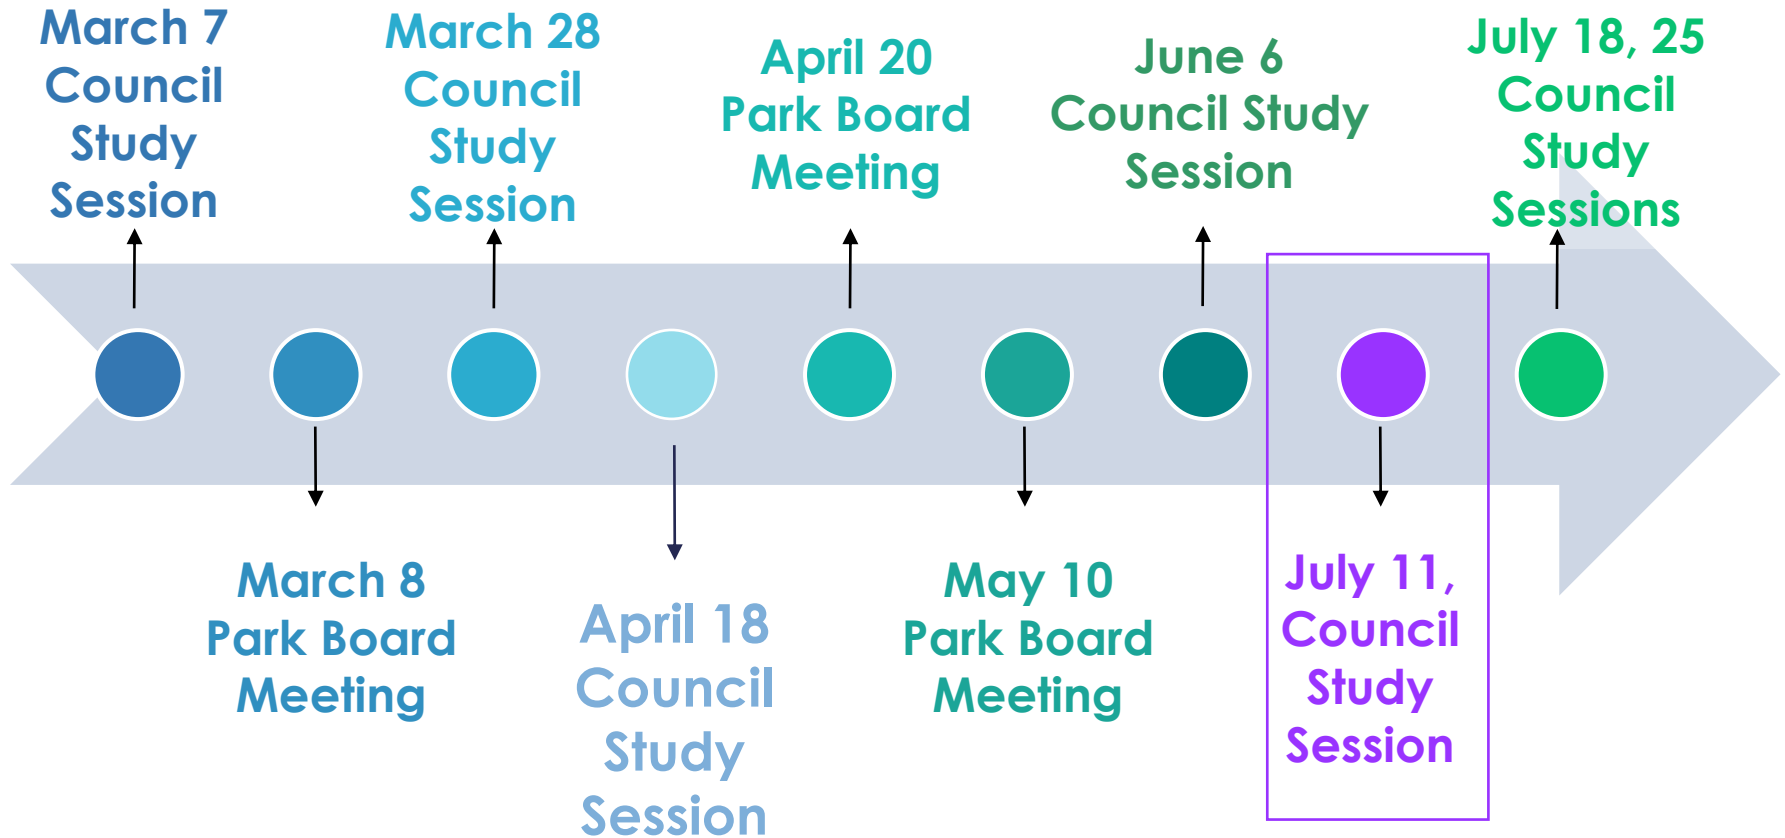 March 7
Council
Study
Session
March 8
Park Board
Meeting
March 28
Council
Study
Session
April 18
Council
Study
Session
April 20
Park Board
Meeting
May 10
Park Board
Meeting
June 6
Council Study
Session
July 11,
Council
Study
Session
July 18, 25
Council
Study
Sessions